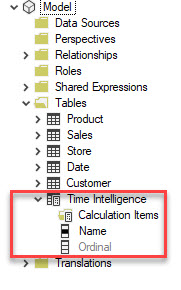 Model
Data Sources
Perspectives
Relationships
Roles
Shared Expressions
Tables
Product
Sales
Store
Date
Customer
Time Intelligence
Calculation Items
Name
Ordinal
Translations